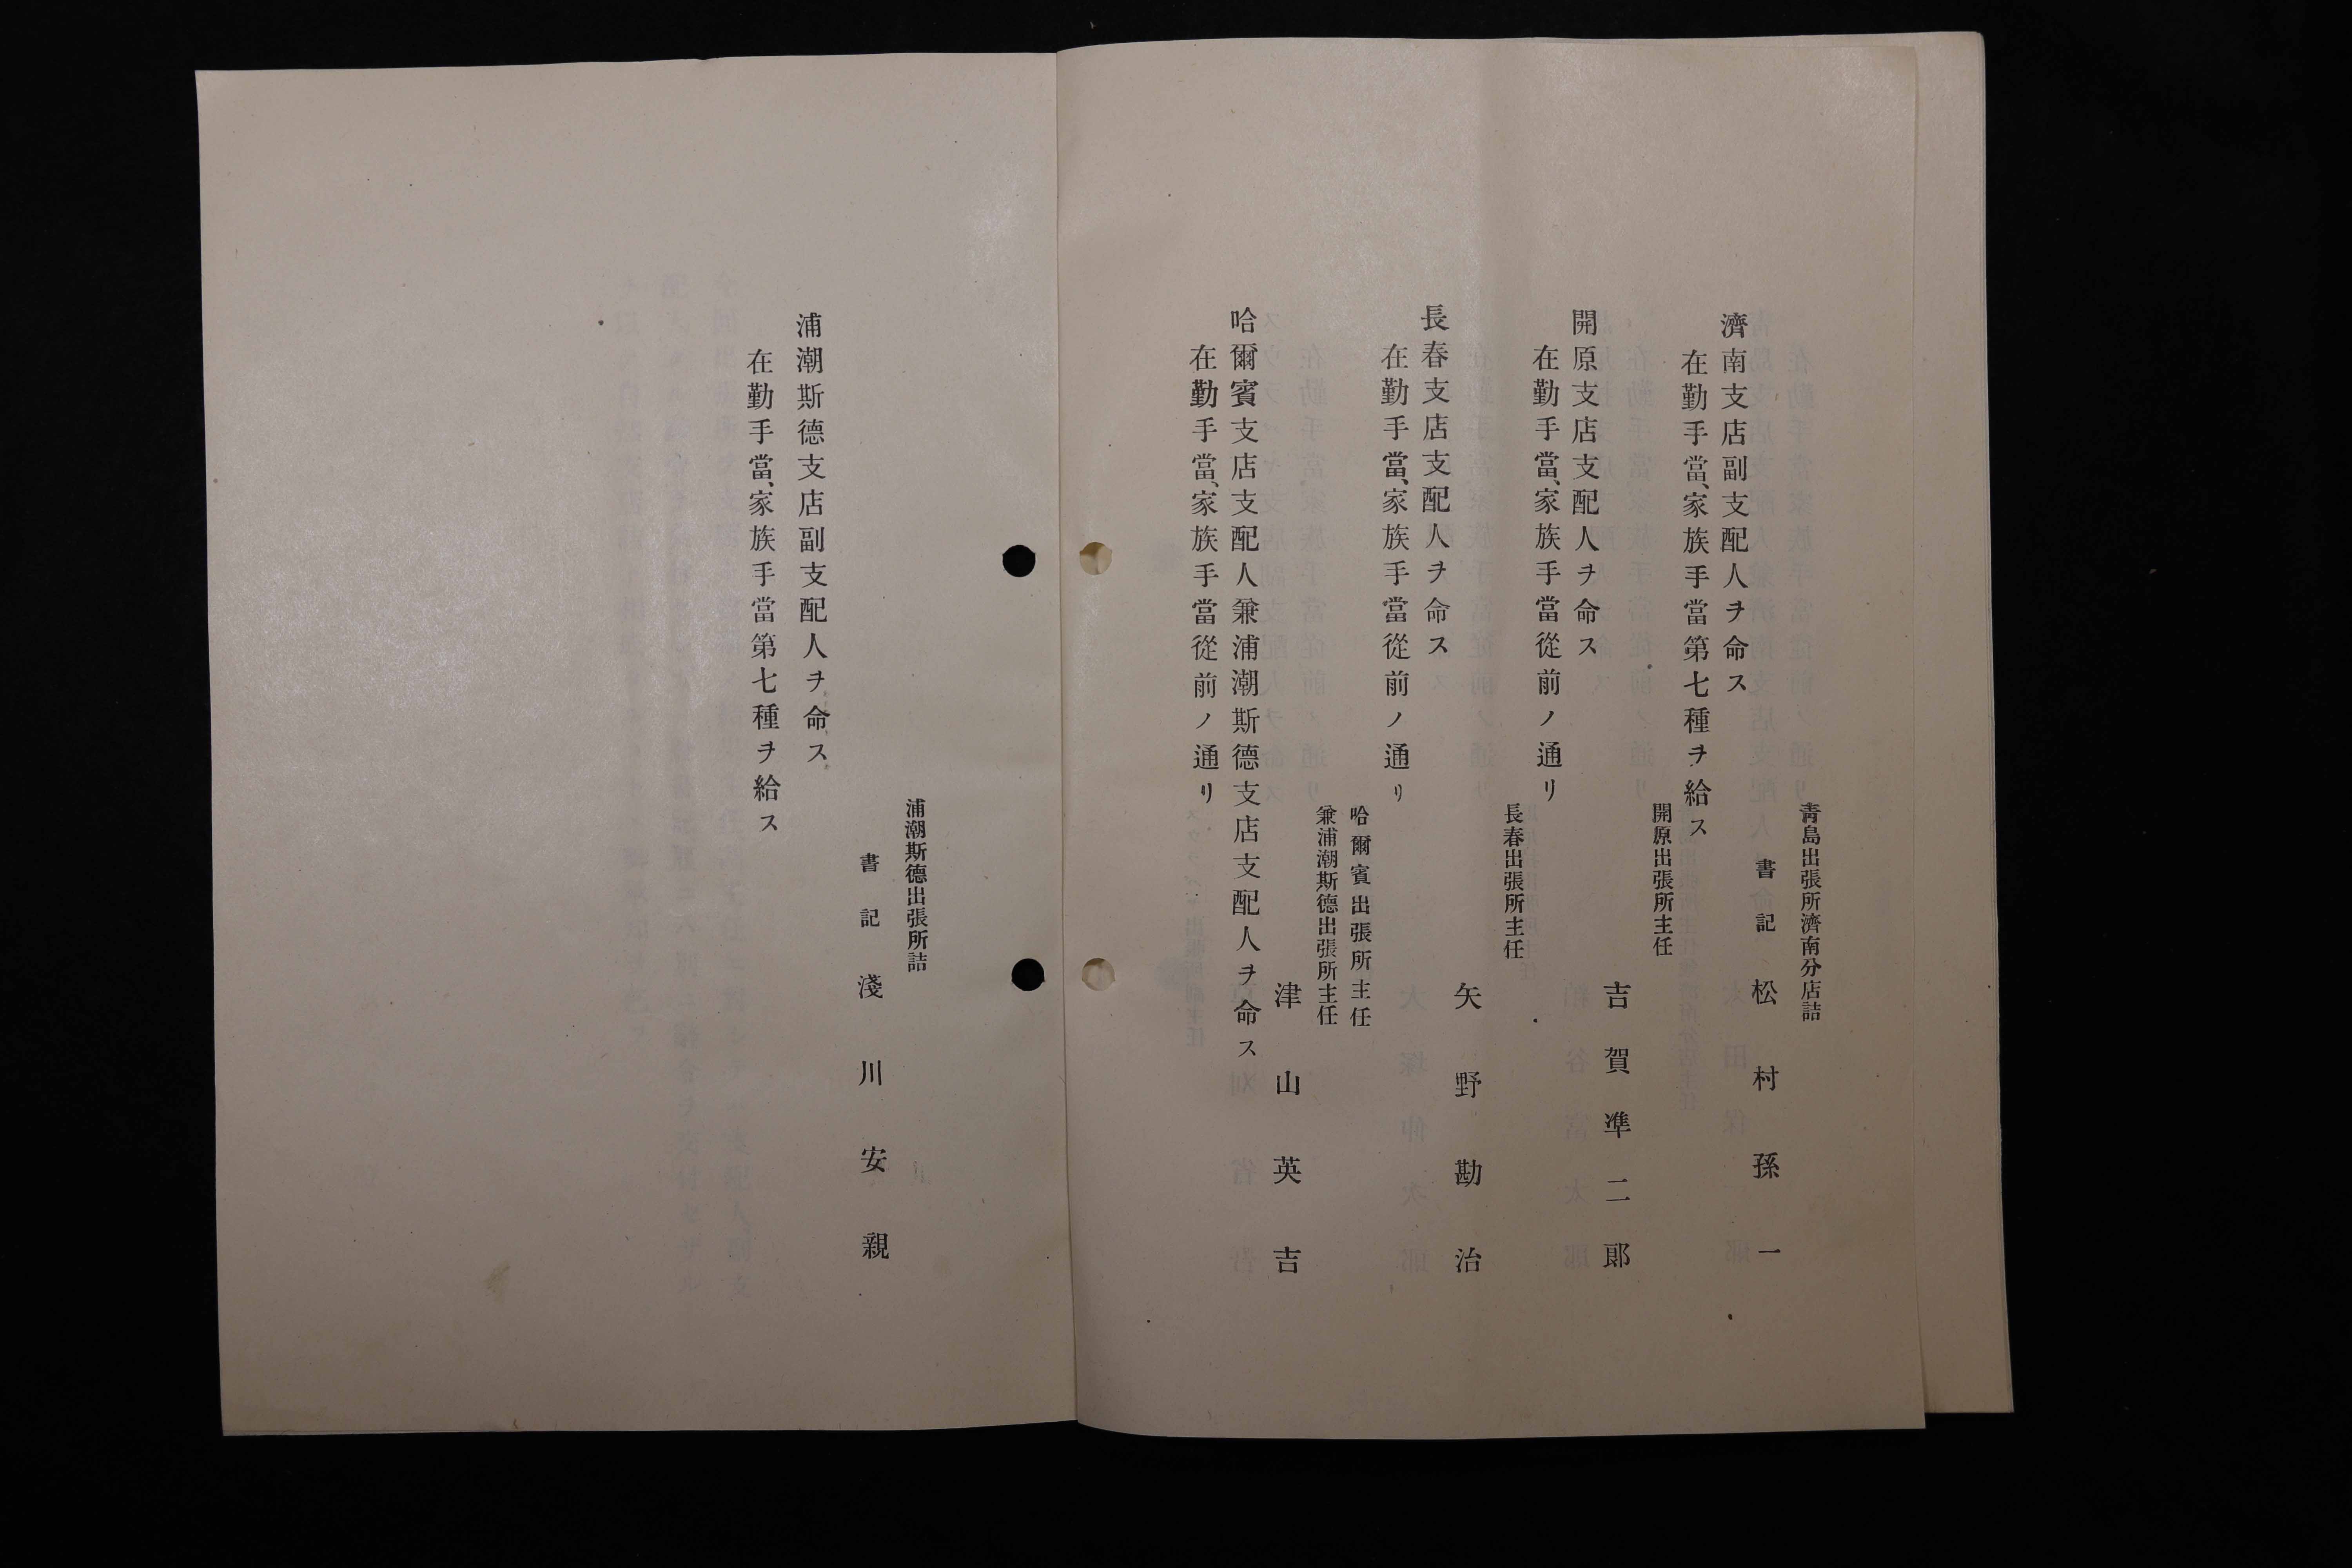 靑島出張所濟南分店詰
書記 松村孫一
濟南支店副支配人ヲ命ス
在勤手當、家族手當第七種ヲ給ス
開原出張所主任
吉賀準二郞
開原支店支配人ヲ命ス
在勤手當、家族手當從前ノ通リ
長春出張所主任
矢野勘治
長春支店支配人ヲ命ス
在勤手當、家族手當從前ノ通リ
哈爾賓出張所主任
兼浦潮斯德出張所主任
津山英吉
哈爾賓支店支配人兼浦潮斯德支店支配人ヲ命ス
在勤手當、家族手當從前ノ通リ
浦潮斯德出張所詰
書記 淺川安親
浦潮斯德支店副支配人ヲ命ス
在勤手當、家族手當第七種ヲ給ス